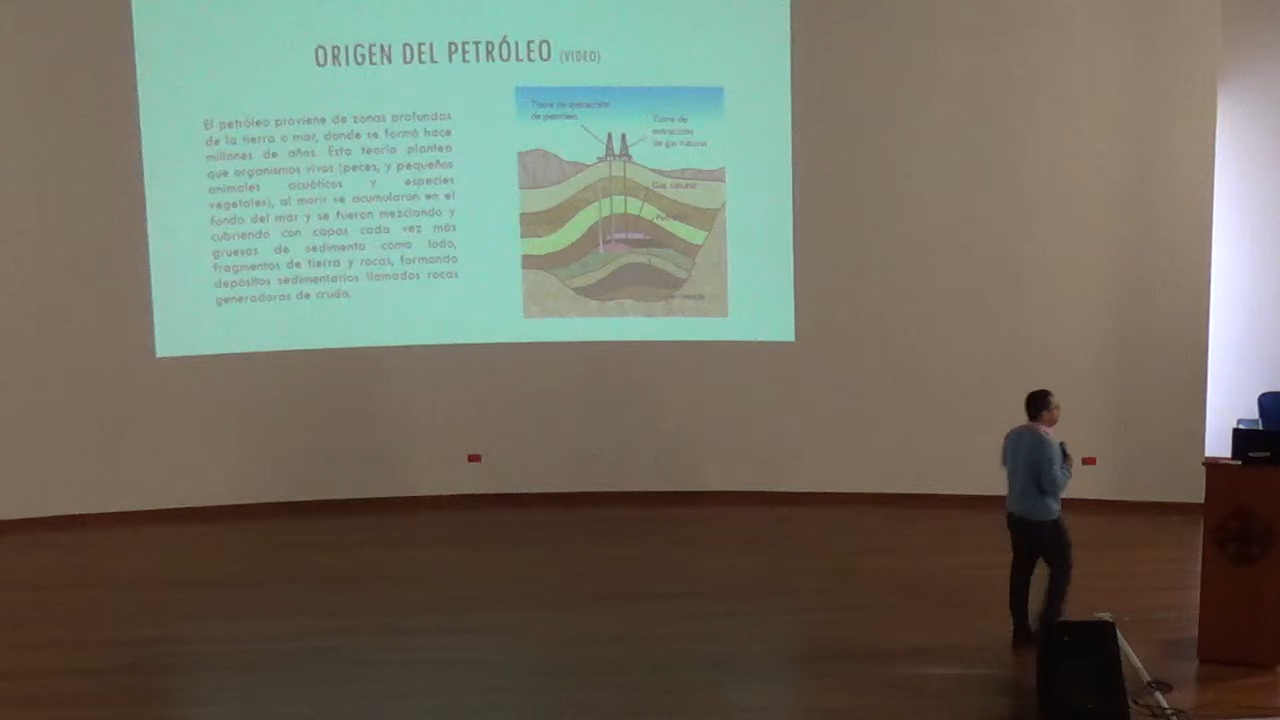 ORIGEN DEL PETRÓLEO (VIDEO)
El petróleo proviene de zonas profundas
de la tierra o mar, donde se formó hace
millones de años. Esta teoría plantea
que organismos vivos (peces, y pequeños
animales acuáticos y especies
vegetales), al morir se acumularon en el
fondo del mar y se fueron mezclando y
cubriendo con capas cada vez más
gruesas de sedimento como lodo,
fragmentos de tierra y rocas, formando
depósitos sedimentarios llamados rocas
generadoras de crudo.
Torre de extracción
de petróleo
Torre de
extracción
de gas natural
Gas natural
Petróleo